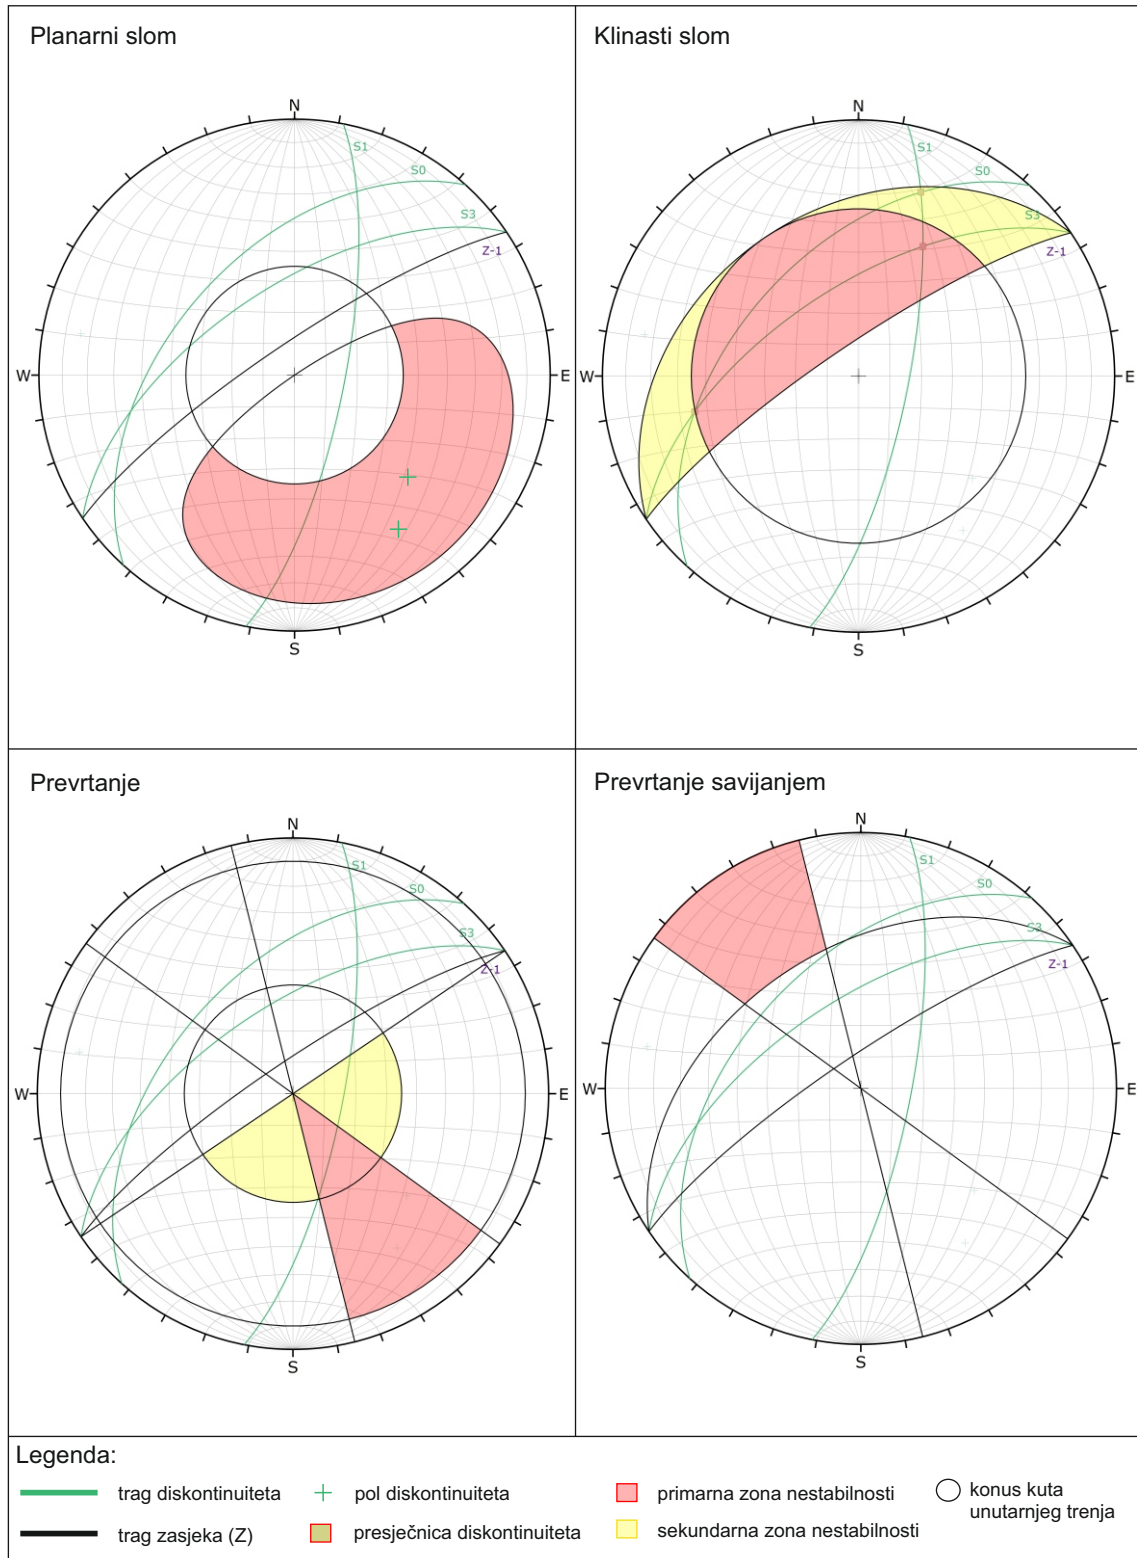 Planarni slom
N
S1
S0
S3
Z-1
W
E
S
Klinasti slom
N
S1
S0
S3
Z-1
W
E
S
Prevrtanje
N
S1
S0
S3
Z-1
W
E
S
Prevrtanje savijanjem
N
S1
S0
S3
Z-1
W
E
S
Legenda:
trag diskontinuiteta
pol diskontinuiteta
primarna zona nestabilnosti
konus kuta
unutarnjeg trenja
trag zasjeka (Z)
presječnica diskontinuiteta
sekundarna zona nestabilnosti